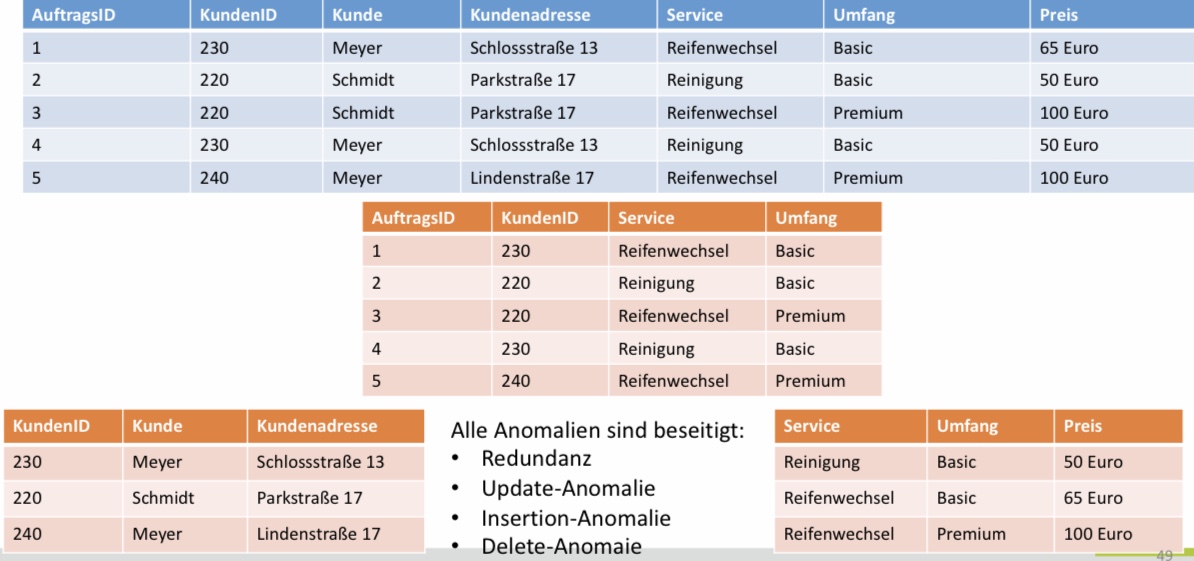 AuftragsID KundenID Kunde Kundenadresse Service Umfang Preis
1 230 Meyer Schlossstraße 13 Reifenwechsel Basic 65 Euro
2 220 Schmidt Parkstraße 17 Reinigung Basic 50 Euro
3 220 Schmidt Parkstraße 17 Reifenwechsel Premium 100 Euro
4 230 Meyer Schlossstraße 13 Reinigung Basic 50 Euro
5 240 Meyer Lindenstraße 17 Reifenwechsel Premium 100 Euro
AuftragsID KundenID Service Umfang
1 230 Reifenwechsel Basic
2 220 Reinigung Basic
3 220 Reifenwechsel Premium
4 230 Reinigung Basic
5 240 Reifenwechsel Premium
KundenID Kunde Kundenadresse
230 Meyer Schlossstraße 13
220 Schmidt Parkstraße 17
240 Meyer Lindenstraße 17
Alle Anomalien sind beseitigt:
• Redundanz
• Update-Anomalie
• Insertion-Anomalie
• Delete-Anomaie
Service Umfang Preis
Reinigung Basic 50 Euro
Reifenwechsel Basic 65 Euro
Reifenwechsel Premium 100 Euro
49